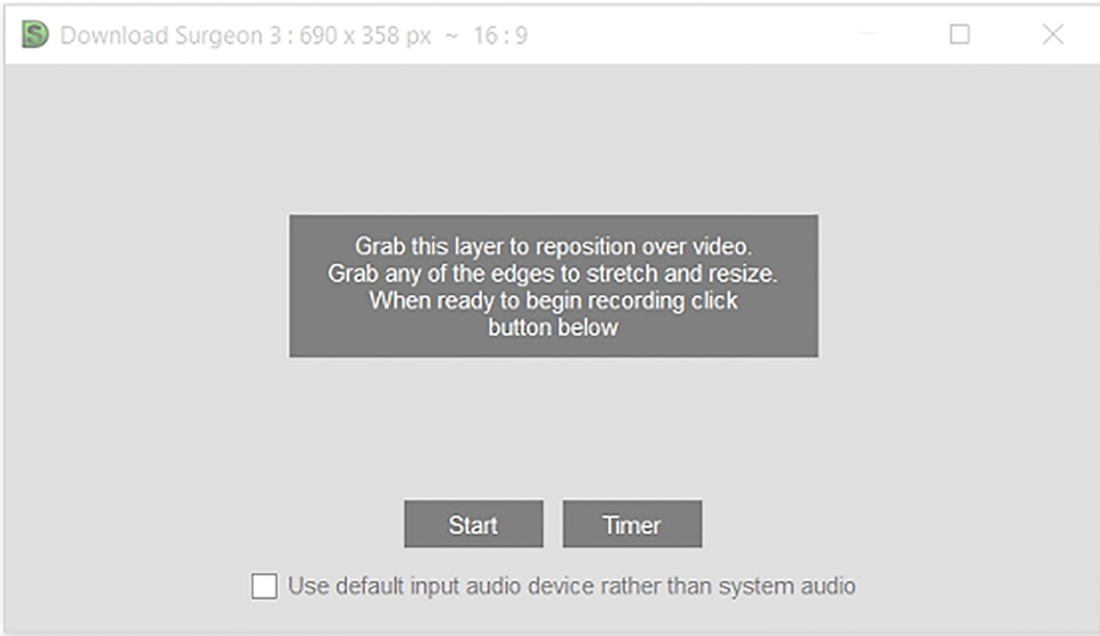 Download Surgeon 3 : 690 x 358 px ~ 16 : 9
Grab this layer to reposition over video.
Grab any of the edges to stretch and resize.
When ready to begin recording click
button below
Start
Timer
Use default input audio device rather than system audio